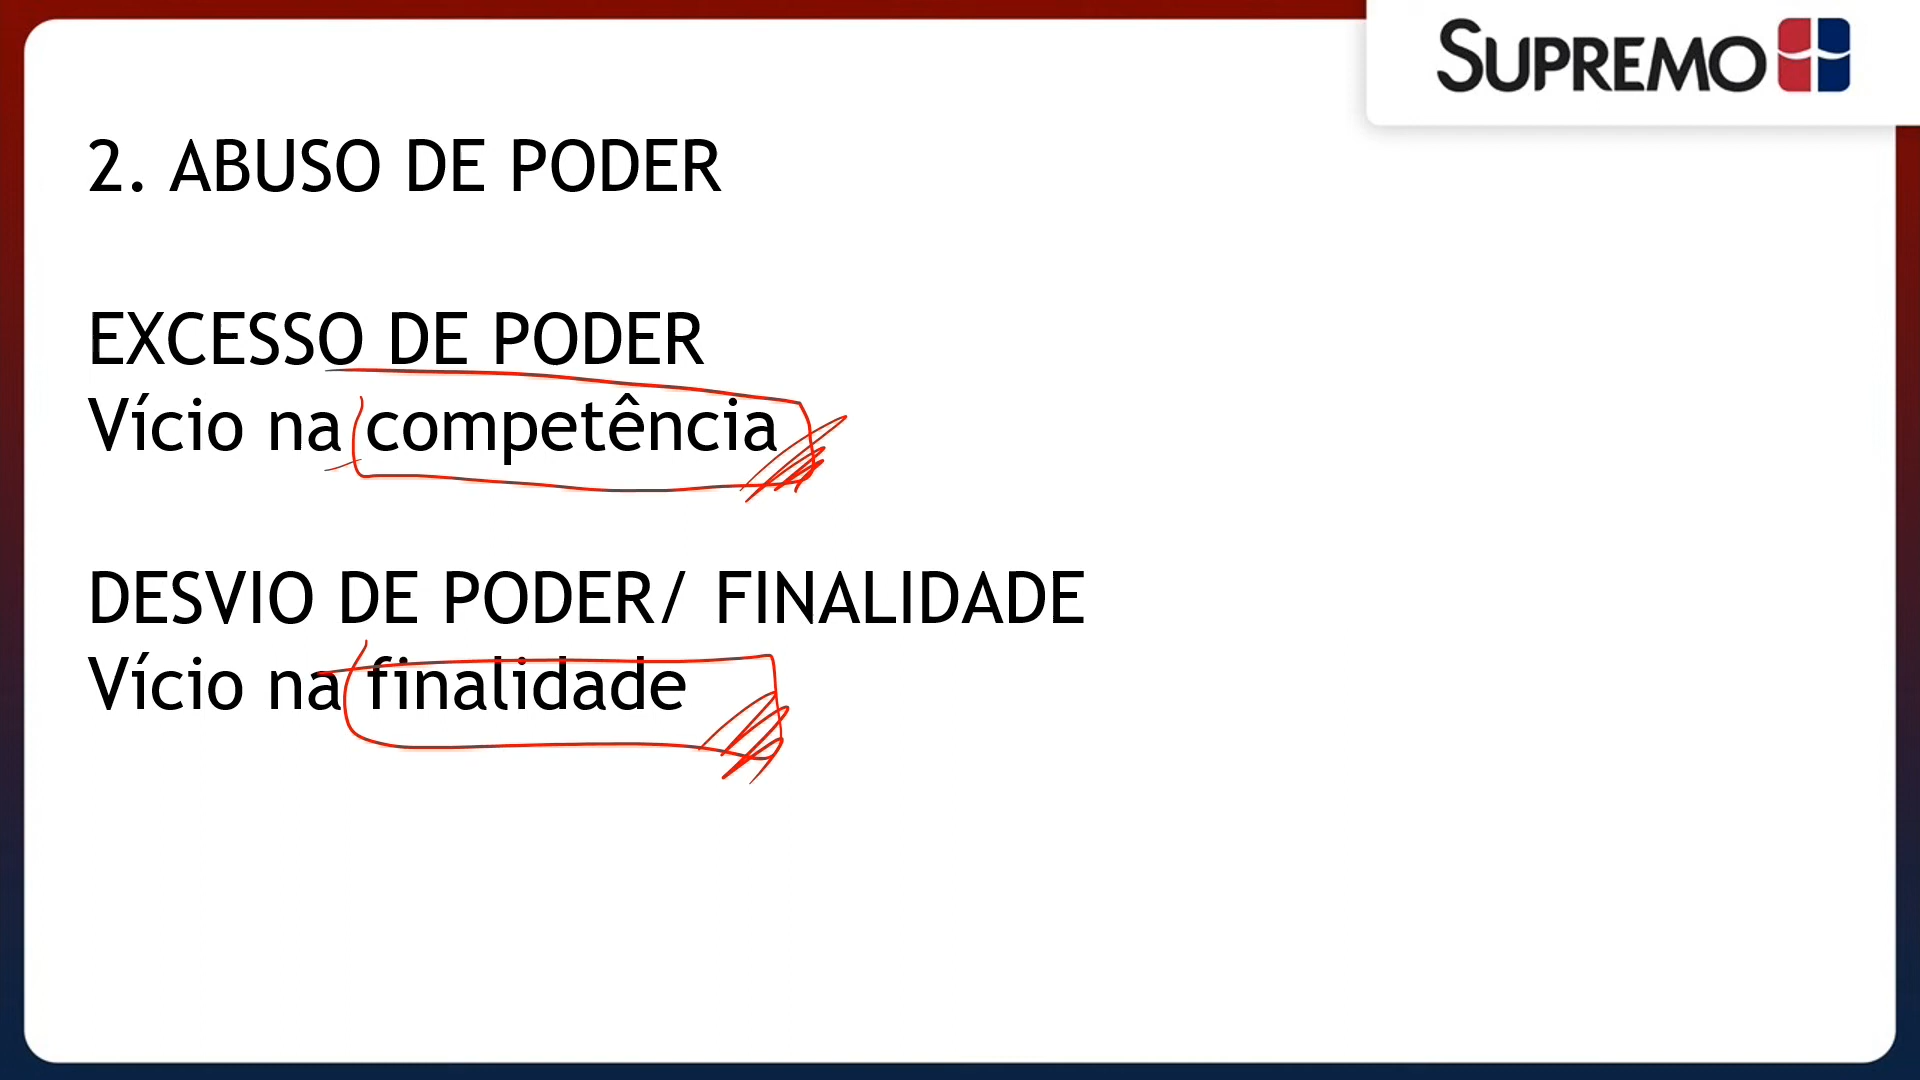 SUPREMO
2. ABUSO DE PODER
EXCESSO DE PODER
Vício na competência
DESVIO DE PODER/ FINALIDADE
Vício na finalidade